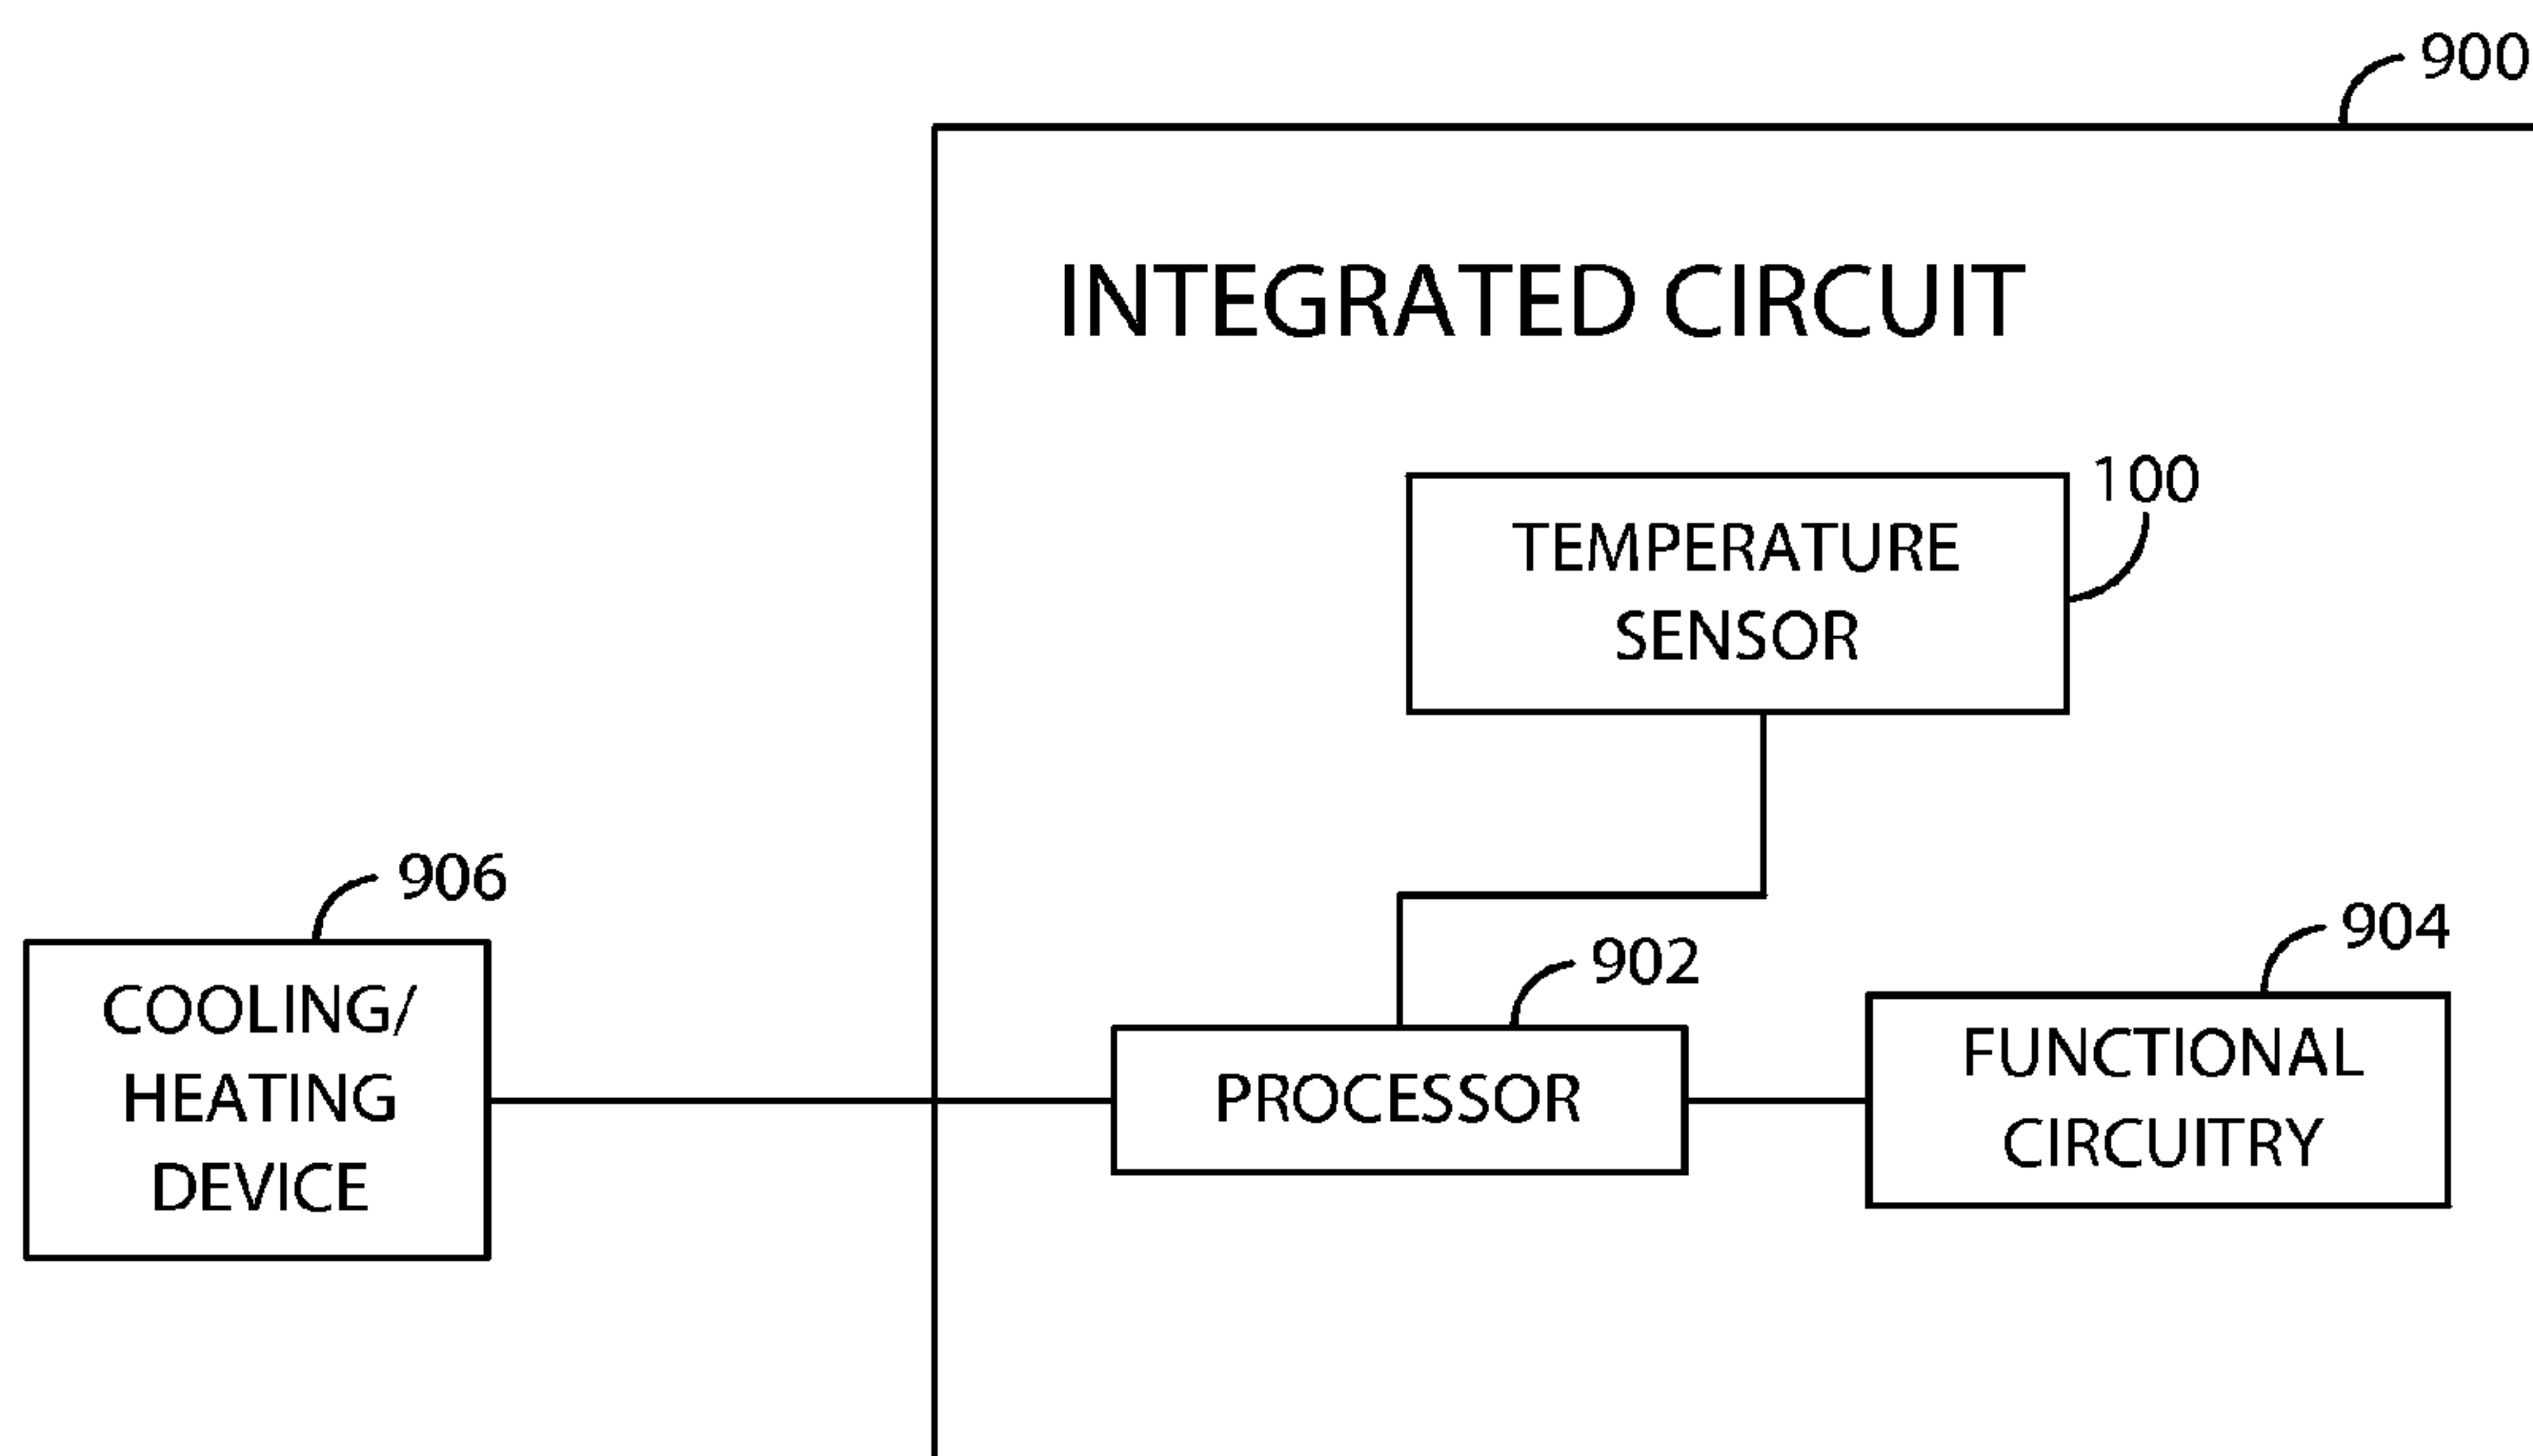 900
INTEGRATED CIRCUIT
100
TEMPERATURE
SENSOR
906
COOLING/
HEATING
DEVICE
902
PROCESSOR
904
FUNCTIONAL
CIRCUITRY